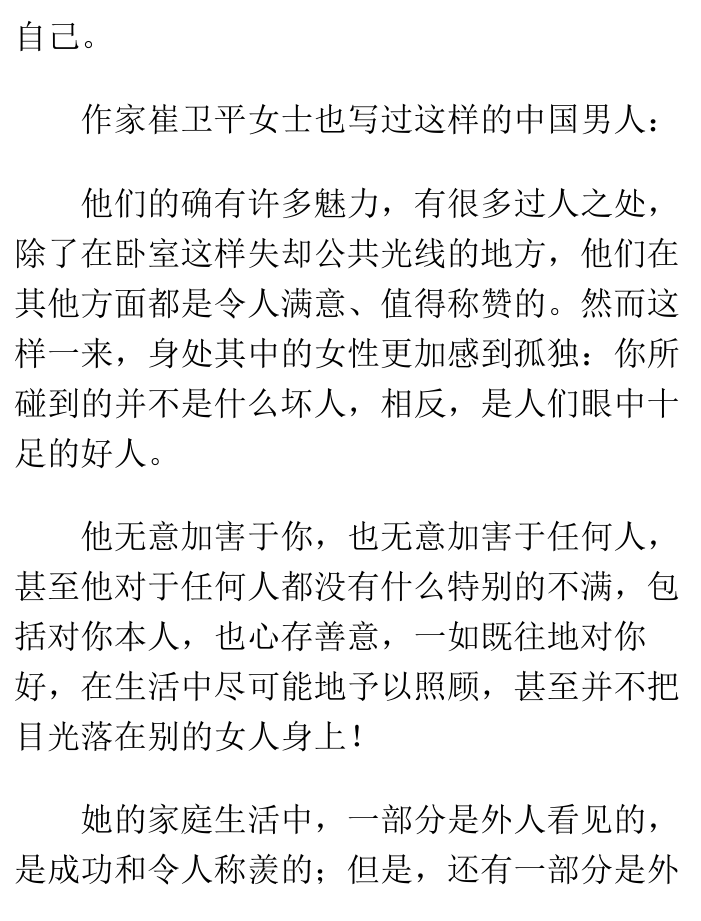 自己。
作家崔卫平女士也写过这样的中国男人：
他们的确有许多魅力，有很多过人之处，
除了在卧室这样失却公共光线的地方，他们在
其他方面都是令人满意、值得称赞的。然而这
样一来，身处其中的女性更加感到孤独：你所
碰到的并不是什么坏人，相反，是人们眼中十
足的好人。
他无意加害于你，也无意加害于任何人，
甚至他对于任何人都没有什么特别的不满，包
括对你本人，也心存善意，一如既往地对你
好，在生活中尽可能地予以照顾，甚至并不把
目光落在别的女人身上！
她的家庭生活中，一部分是外人看见的，
是成功和令人称羡的；但是，还有一部分是外